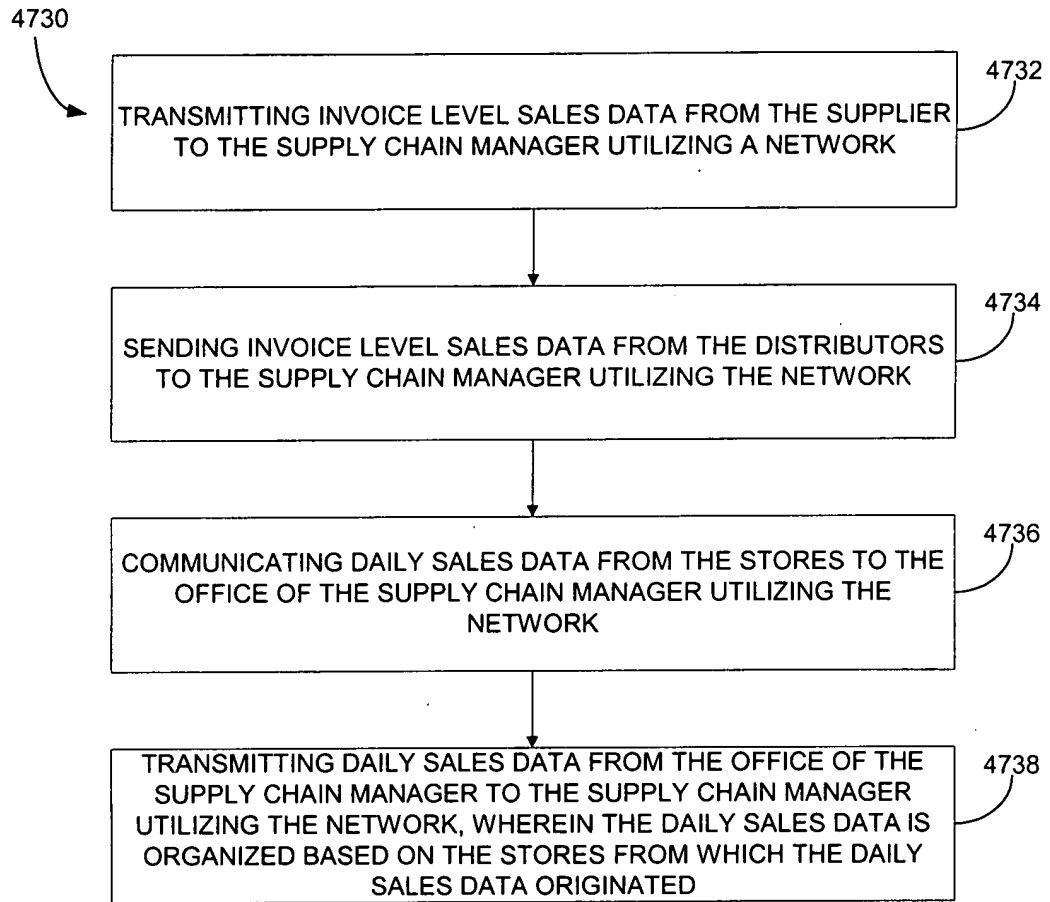 4730
4732
TRANSMITTING INVOICE LEVEL SALES DATA FROM THE SUPPLIER
TO THE SUPPLY CHAIN MANAGER UTILIZING A NETWORK
4734
SENDING INVOICE LEVEL SALES DATA FROM THE DISTRIBUTORS
TO THE SUPPLY CHAIN MANAGER UTILIZING THE NETWORK
4736
COMMUNICATING DAILY SALES DATA FROM THE STORES TO THE
OFFICE OF THE SUPPLY CHAIN MANAGER UTILIZING THE
NETWORK
4738
TRANSMITTING DAILY SALES DATA FROM THE OFFICE OF THE
SUPPLY CHAIN MANAGER TO THE SUPPLY CHAIN MANAGER
UTILIZING THE NETWORK, WHEREIN THE DAILY SALES DATA IS
ORGANIZED BASED ON THE STORES FROM WHICH THE DAILY
SALES DATA ORIGINATED